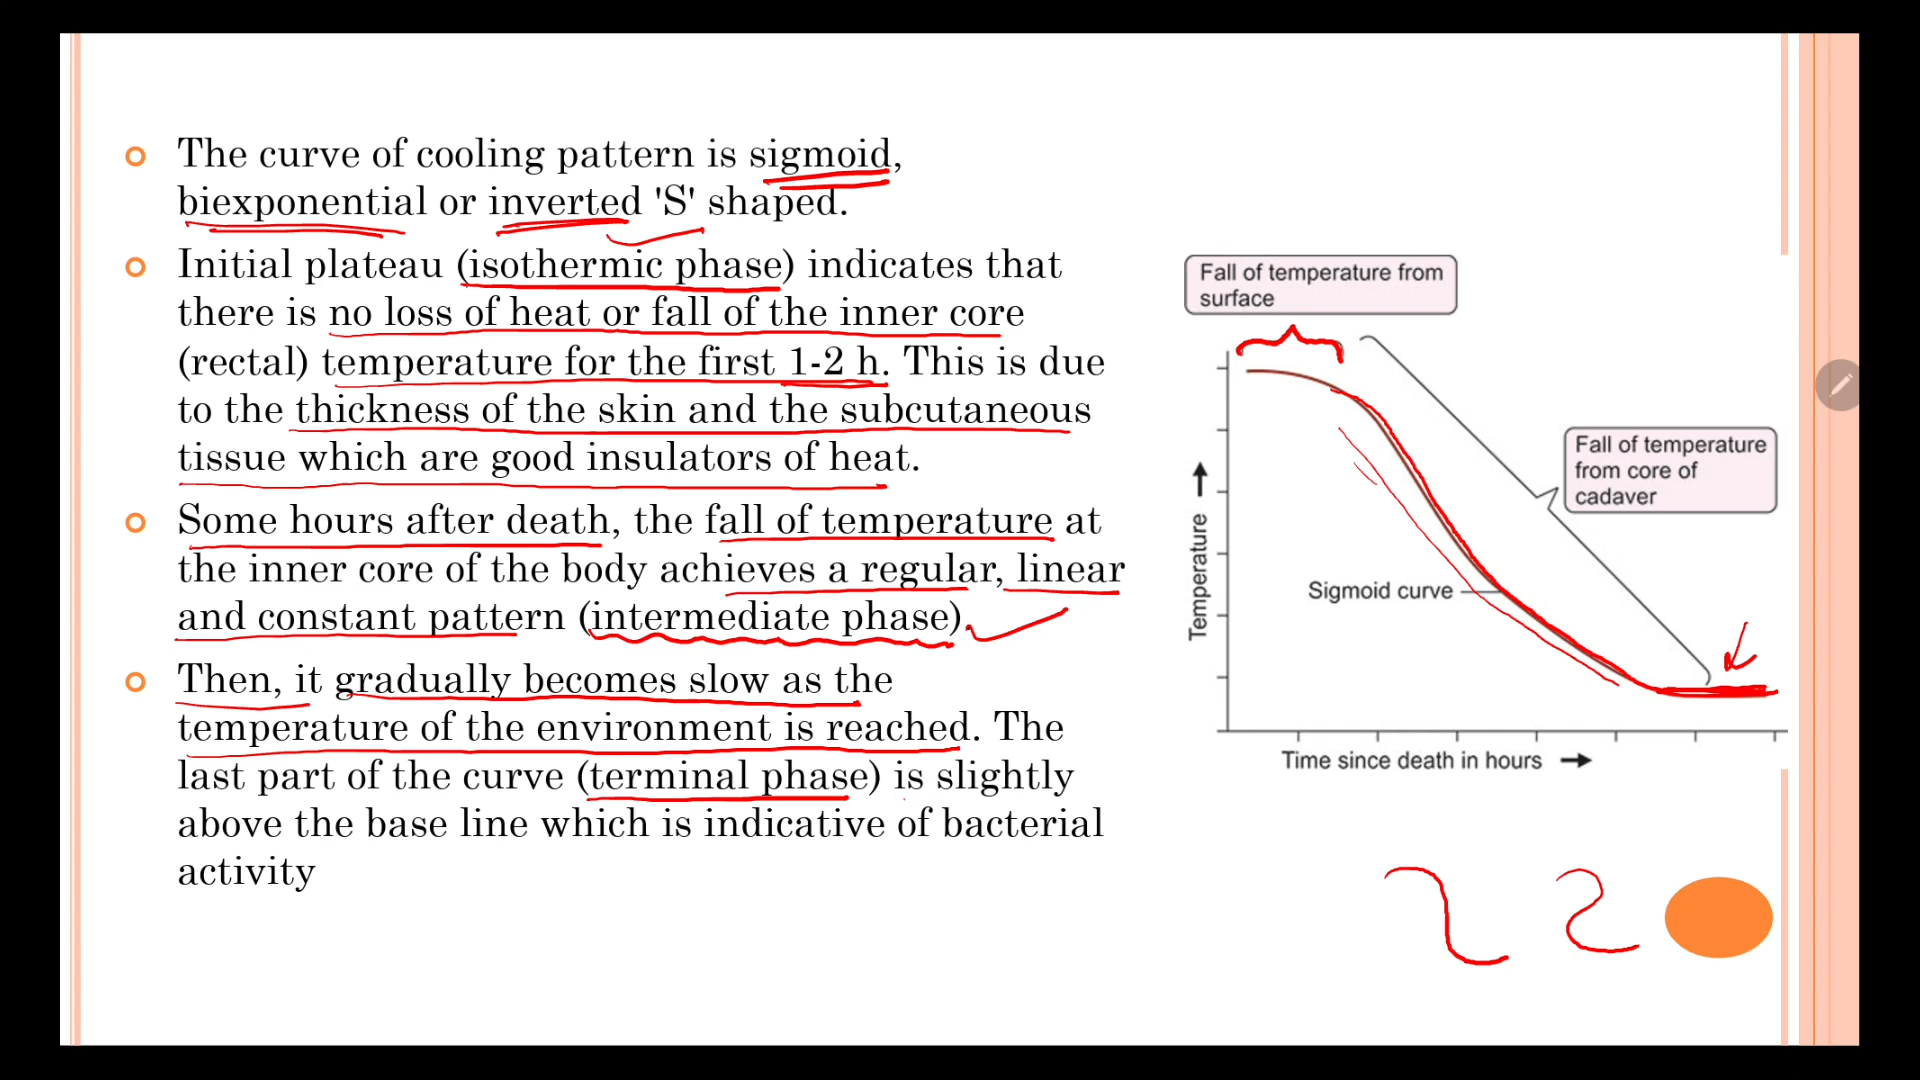 The curve of cooling pattern is sigmoid,
biexponential or inverted 'S' shaped.
Initial plateau (isothermic phase) indicates that
there is no loss of heat or fall of the inner core
(rectal) temperature for the first 1-2 h. This is due
to the thickness of the skin and the subcutaneous
tissue which are good insulators of heat.
Some hours after death, the fall of temperature at
the inner core of the body achieves a regular, linear
and constant pattern (intermediate phase).
Then, it gradually becomes slow as the
temperature of the environment is reached. The
last part of the curve (terminal phase) is slightly
above the base line which is indicative of bacterial
activity
Fall of temperature from
surface
Fall of temperature
from core of
cadaver
Temperature
Sigmoid curve
Time since death in hours